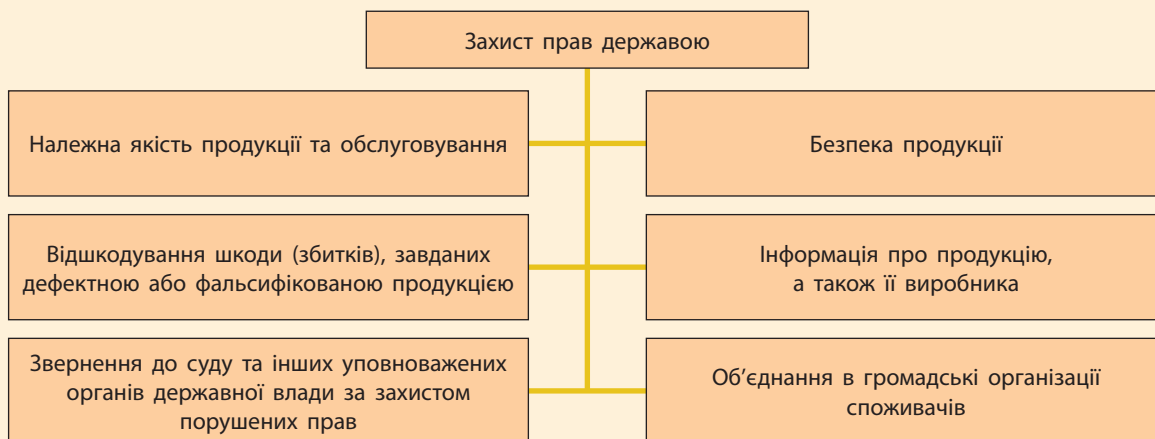 Захист прав державою
Належна якість продукції та обслуговування
Безпека продукції
Відшкодування шкоди (збитків), завданих
дефектною або фальсифікованою продукцією
Інформація про продукцію,
а також її виробника
Звернення до суду та інших уповноважених
органів державної влади за захистом
порушених прав
Об’єднання в громадські організації
споживачів